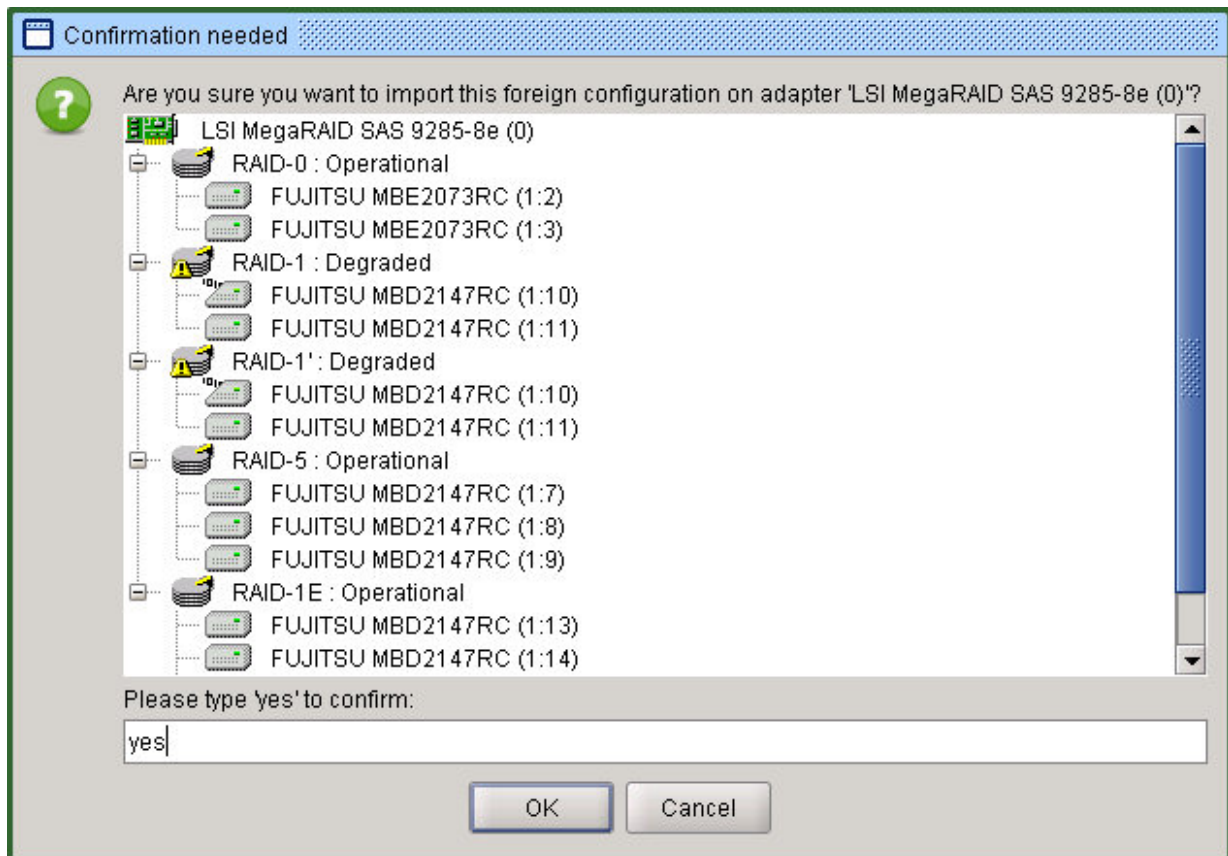 Confirmation needed
Are you sure you want to import this foreign configuration on adapter 'LSI MegaRAID SAS 9285-8e (0)'?
LSI MegaRAID SAS 9285-8e (0)
RAID-0 : Operational
FUJITSU MBE2073RC (1:2)
FUJITSU MBE2073RC (1:3)
RAID-1 : Degraded
FUJITSU MBD2147RC (1:10)
FUJITSU MBD2147RC (1:11)
RAID-1' : Degraded
FUJITSU MBD2147RC (1:10)
FUJITSU MBD2147RC (1:11)
RAID-5 : Operational
FUJITSU MBD2147RC (1:7)
FUJITSU MBD2147RC (1:8)
FUJITSU MBD2147RC (1:9)
RAID-1E : Operational
FUJITSU MBD2147RC (1:13)
FUJITSU MBD2147RC (1:14)
Please type 'yes' to confirm:
yes
OK Cancel